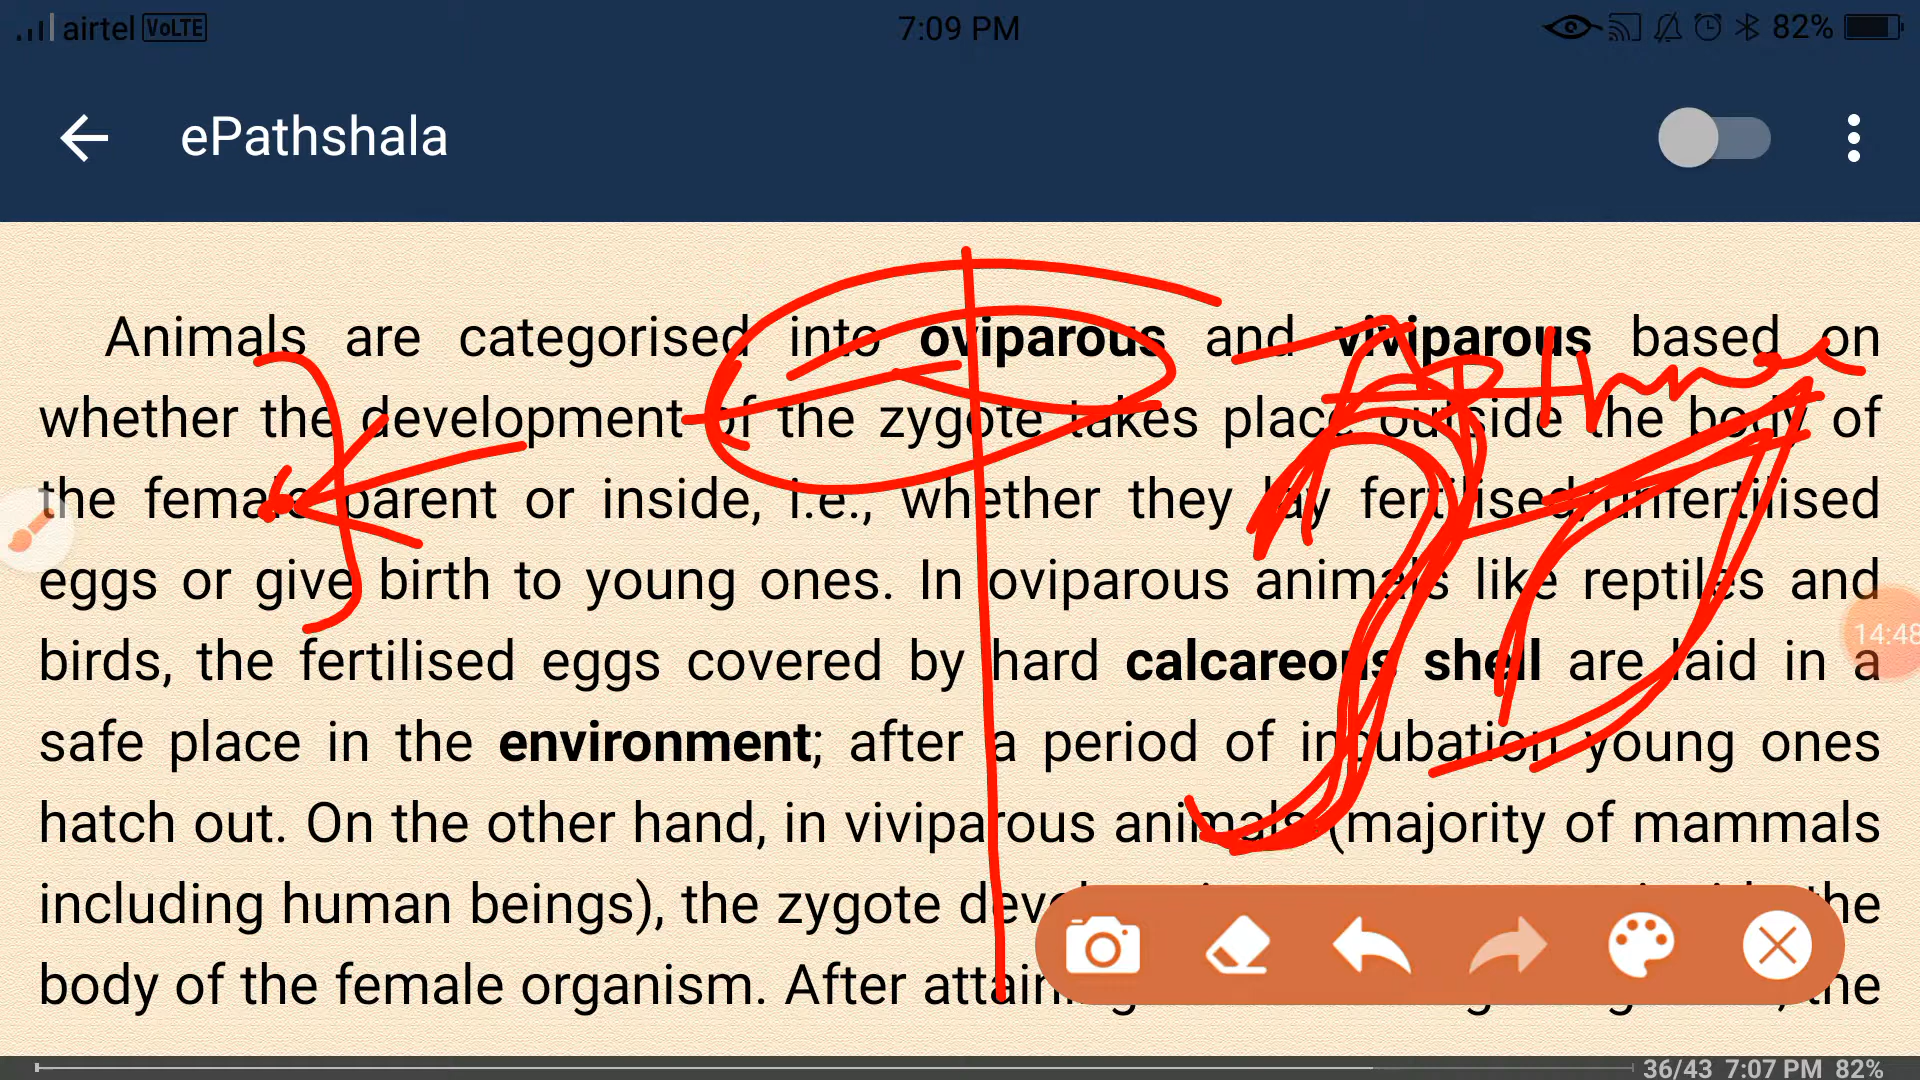 airtel VoLTE 7:09 PM 82%
ePathshala
Animals are categorised into oviparous and viviparous based on
whether the development of the zygote takes place outside the body of
the female parent or inside, i.e., whether they lay fertilised/unfertilised
eggs or give birth to young ones. In oviparous animals like reptiles and
birds, the fertilised eggs covered by hard calcareous shell are laid in a
safe place in the environment; after a period of incubation young ones
hatch out. On the other hand, in viviparous animals (majority of mammals
including human beings), the zygote the
body of the female organism. After the
14:48
36/43 7:07 PM 82%